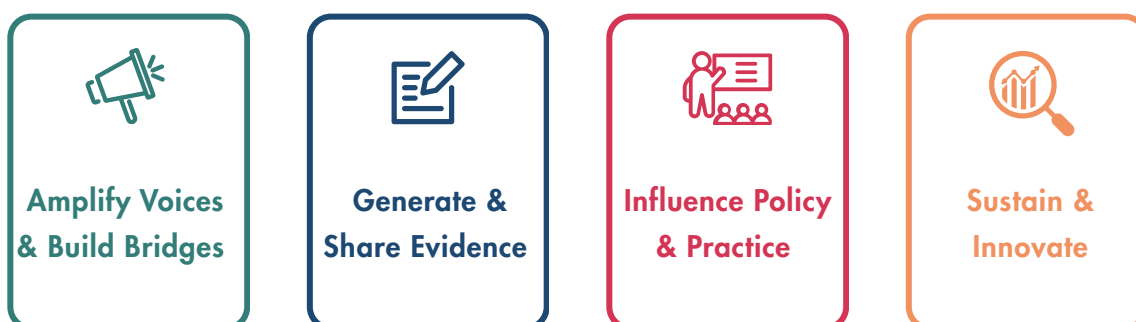 Amplify Voices
& Build Bridges
Generate &
Share Evidence
Influence Policy
& Practice
Sustain &
Innovate